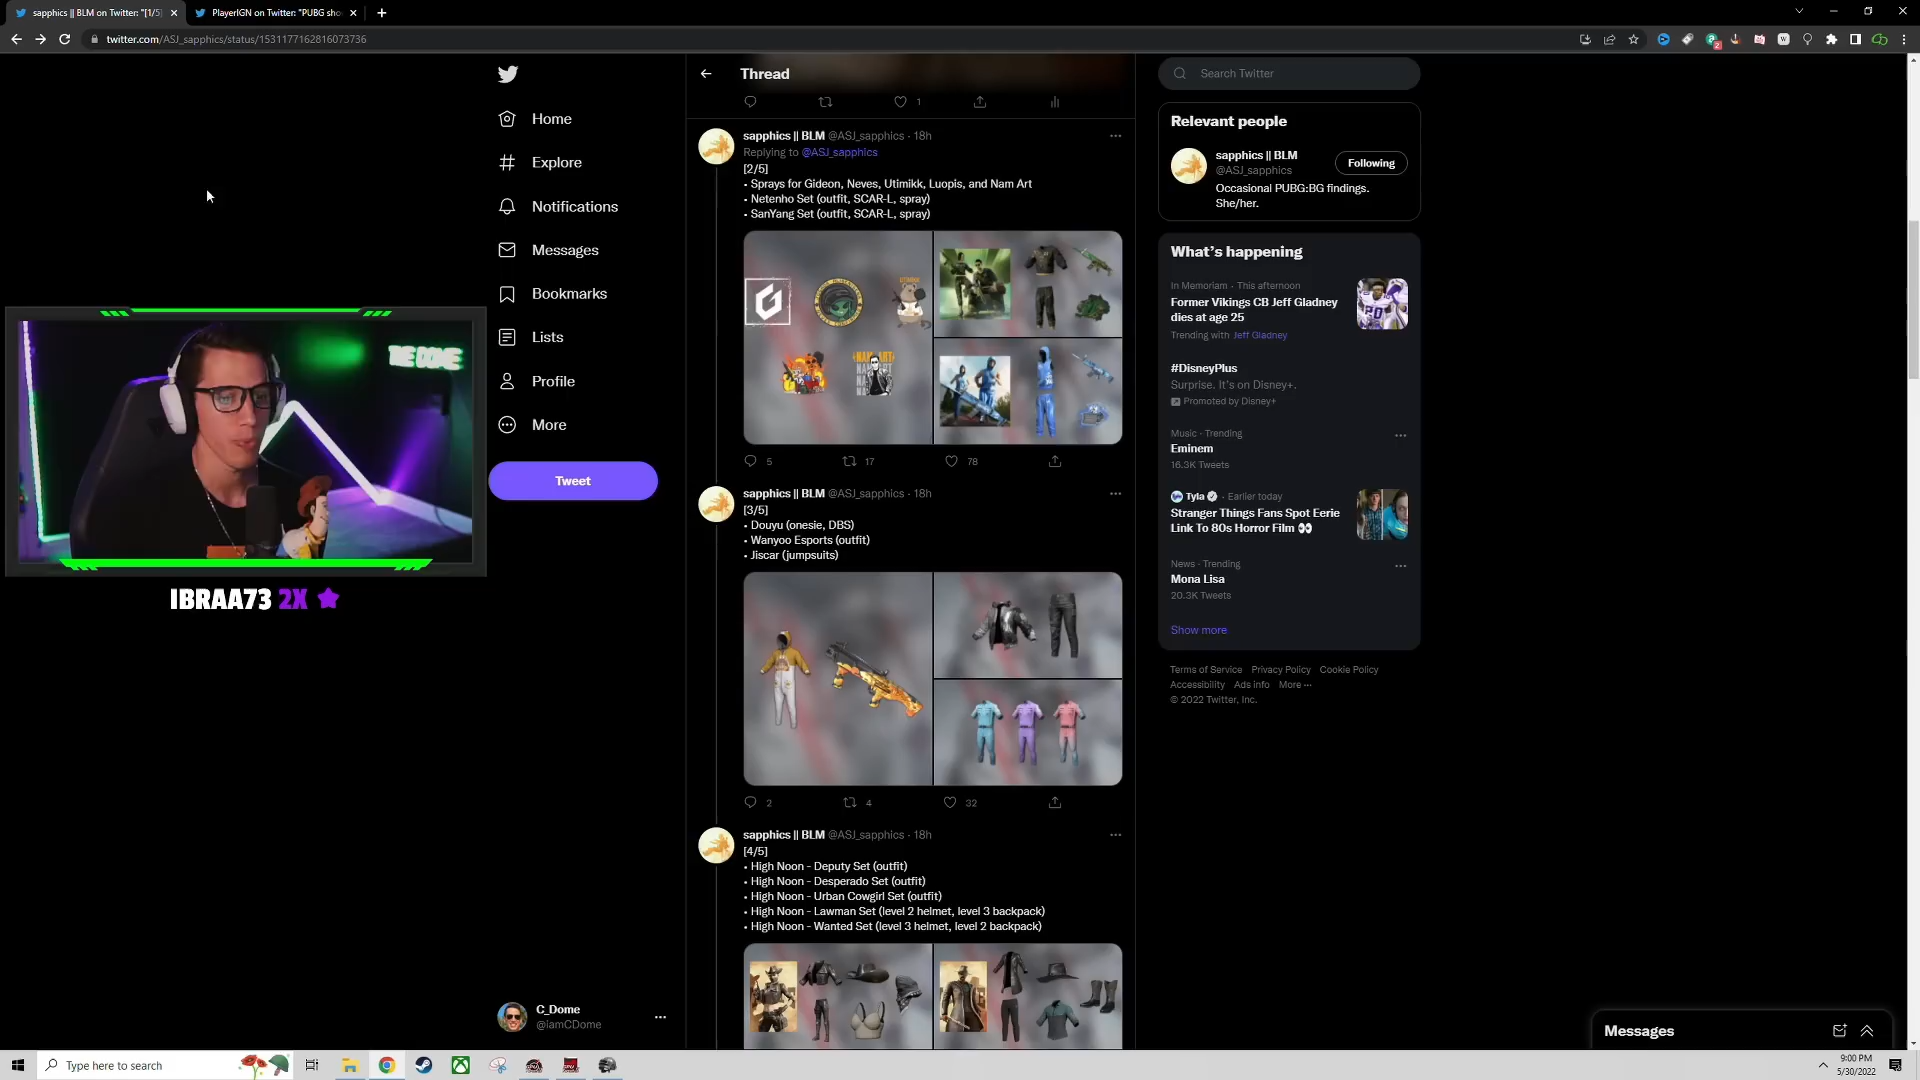 sapphics || BLM on Twitter: "[1/5]
PlayerIGN on Twitter: "PUBG sho
twitter.com/ASJ_sapphics/status/1531177162816073736
2
Home
Explore
Notifications
Messages
Bookmarks
Lists
Profile
More
Tweet
THE DOME
IBRAA73 2X
C_Dome
@iamCDome
Thread
1
sapphics || BLM @ASJ_sapphics · 18h
Replying to @ASJ_sapphics
[2/5]
• Sprays for Gideon, Neves, Utimikk, Luopis, and Nam Art
• Netenho Set (outfit, SCAR-L, spray)
• SanYang Set (outfit, SCAR-L, spray)
5 17 78
sapphics || BLM @ASJ_sapphics · 18h
[3/5]
• Douyu (onesie, DBS)
• Wanyoo Esports (outfit)
• Jiscar (jumpsuits)
2 4 32
sapphics || BLM @ASJ_sapphics · 18h
[4/5]
• High Noon - Deputy Set (outfit)
• High Noon - Desperado Set (outfit)
• High Noon - Urban Cowgirl Set (outfit)
• High Noon - Lawman Set (level 2 helmet, level 3 backpack)
• High Noon - Wanted Set (level 3 helmet, level 2 backpack)
Search Twitter
Relevant people
sapphics || BLM
@ASJ_sapphics
Following
Occasional PUBG:BG findings.
She/her.
What's happening
In Memoriam · This afternoon
Former Vikings CB Jeff Gladney
dies at age 25
Trending with Jeff Gladney
#DisneyPlus
Surprise. It's on Disney+.
Promoted by Disney+
Music · Trending
Eminem
16.3K Tweets
Tyla · Earlier today
Stranger Things Fans Spot Eerie
Link To 80s Horror Film
News · Trending
Mona Lisa
20.3K Tweets
Show more
Terms of Service Privacy Policy Cookie Policy
Accessibility Ads info More ···
© 2022 Twitter, Inc.
Messages
Type here to search
9:00 PM
5/30/2022